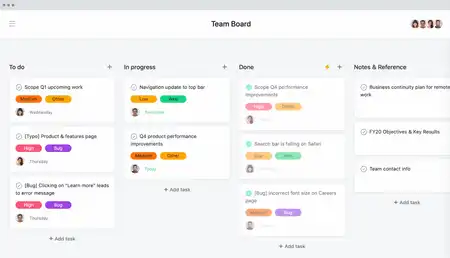 Team Board
To do
Scope Q1 upcoming work
Medium
Other
Wednesday
[Typo] Product & features page
High
Bug
Thursday
[Bug] Clicking on "Learn more" leads
to error message
High
Bug
Thursday
+ Add task
In progress
Navigation update to top bar
Low
Tomorrow
Q4 product performance
improvements
Medium
Other
Today
+ Add task
Done
Scope Q4 performance
improvements
High
Other
Search bar is failing on Safari
[Bug] Incorrect font size on Careers
page
Medium
Bug
+ Add task
Notes & Reference
Business continuity plan for remote
work
FY20 Objectives & Key Results
Team contact info
+ Add task